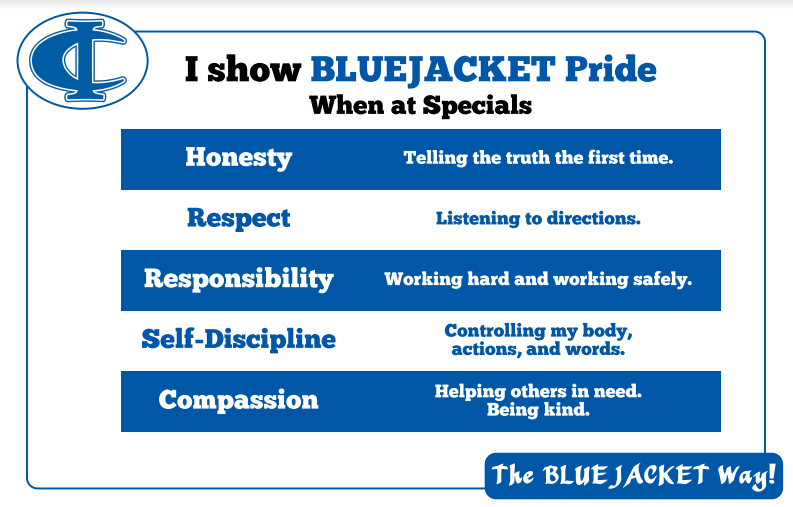 CI
I show BLUEJACKET Pride
When at Specials
Honesty
Telling the truth the first time.
Respect
Listening to directions.
Responsibility
Working hard and working safely.
Self-Discipline
Controlling my body,
actions, and words.
Compassion
Helping others in need.
Being kind.
The BLUEJACKET Way!